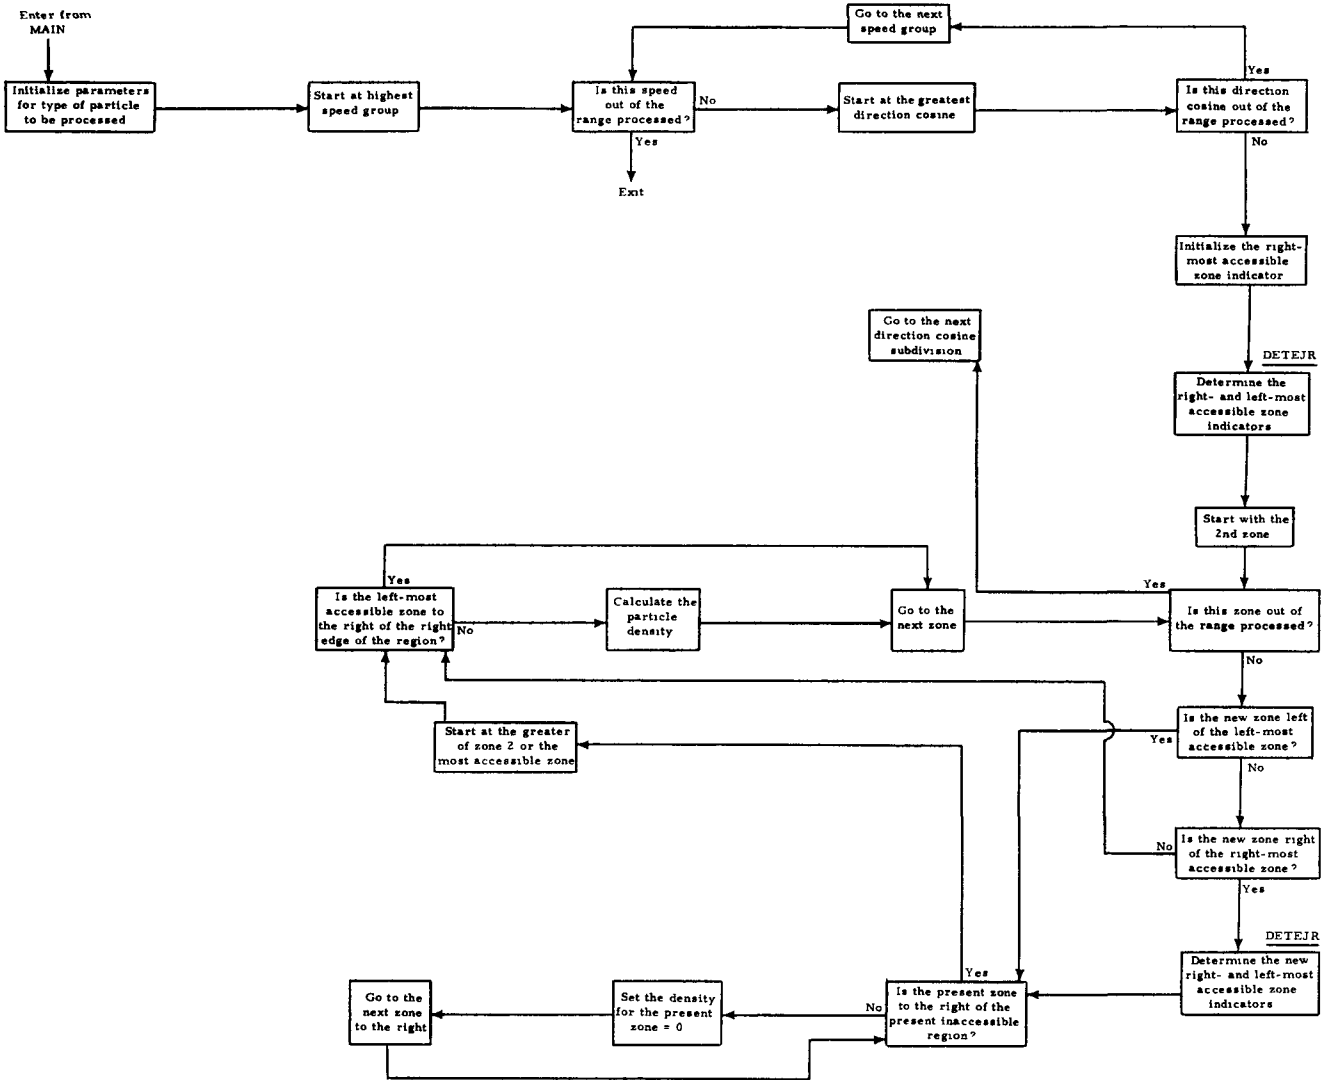 Enter from
MAIN
Initialize parameters
for type of particle
to be processed
Start at highest
speed group
Is this speed
out of the
range processed?
No
Yes
Exit
Go to the next
speed group
Start at the greatest
direction cosine
Is this direction
cosine out of the
range processed?
Yes
No
Initialize the right-
most accessible
zone indicator
Go to the next
direction cosine
subdivision
DETEJR
Determine the
right- and left-most
accessible zone
indicators
Start with the
2nd zone
Yes
Is the left-most
accessible zone to
the right of the right
edge of the region?
No
Calculate the
particle
density
Go to the
next zone
Yes
Is this zone out of
the range processed?
No
Start at the greater
of zone 2 or the
most accessible zone
Is the new zone left
of the left-most
accessible zone?
Yes
No
Is the new zone right
of the right-most
accessible zone?
No
Yes
DETEJR
Determine the new
right- and left-most
accessible zone
indicators
Yes
Is the present zone
to the right of the
present inaccessible
region?
No
Set the density
for the present
zone = 0
Go to the
next zone
to the right